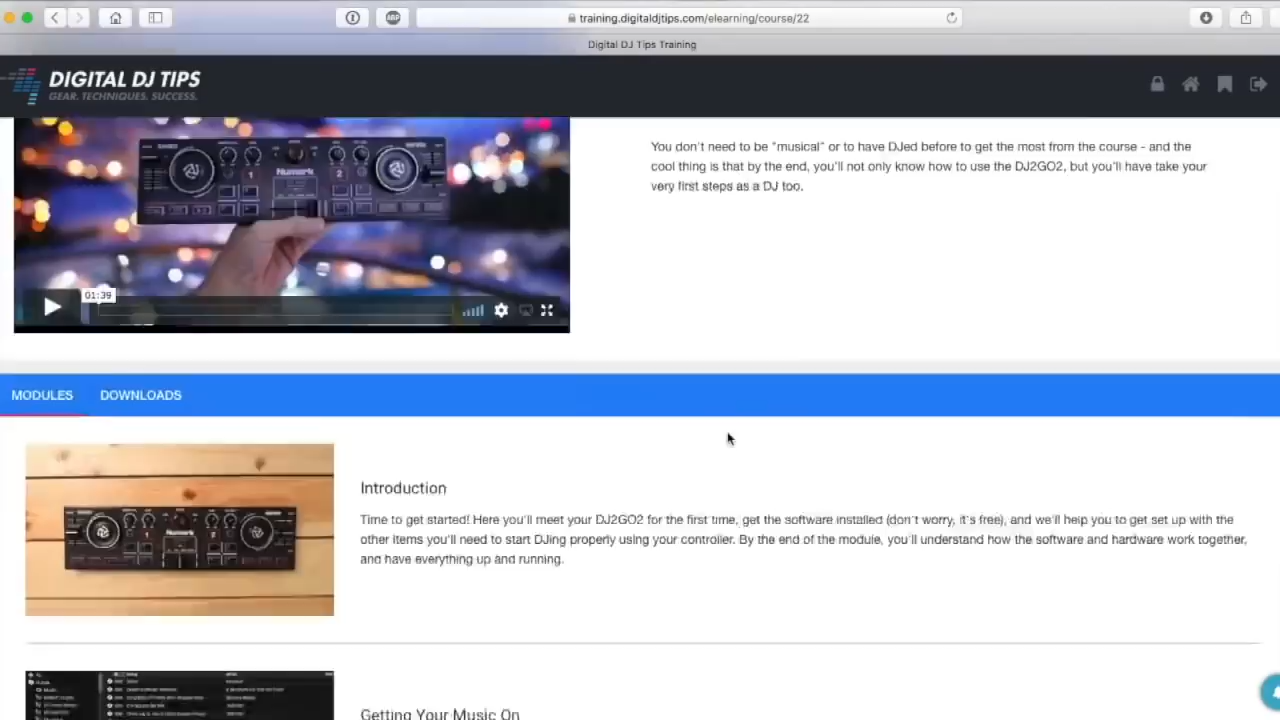 training.digitaldjtips.com/elearning/course/22
Digital DJ Tips Training
DIGITAL DJ TIPS
GEAR. TECHNIQUES. SUCCESS.
You don't need to be "musical" or to have DJed before to get the most from the course - and the
cool thing is that by the end, you'll not only know how to use the DJ2GO2, but you'll have take your
very first steps as a DJ too.
Numark
1
2
01:39
MODULES
DOWNLOADS
Introduction
Time to get started! Here you'll meet your DJ2GO2 for the first time, get the software installed (don't worry, it's free), and we'll help you to get set up with the
other items you'll need to start DJing properly using your controller. By the end of the module, you'll understand how the software and hardware work together,
and have everything up and running.
Numark
1
2
Getting Your Music On